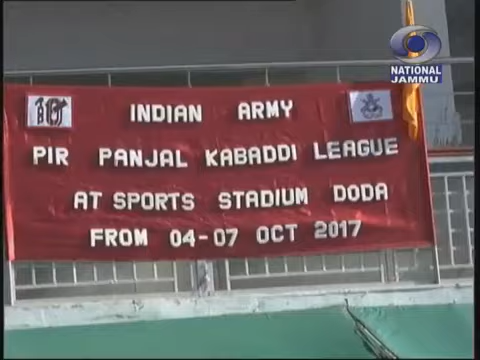 NATIONAL
JAMMU
INDIAN ARMY
PIR PANJAL KABADDI LEAGUE
AT SPORTS STADIUM DODA
FROM 04-07 OCT 2017